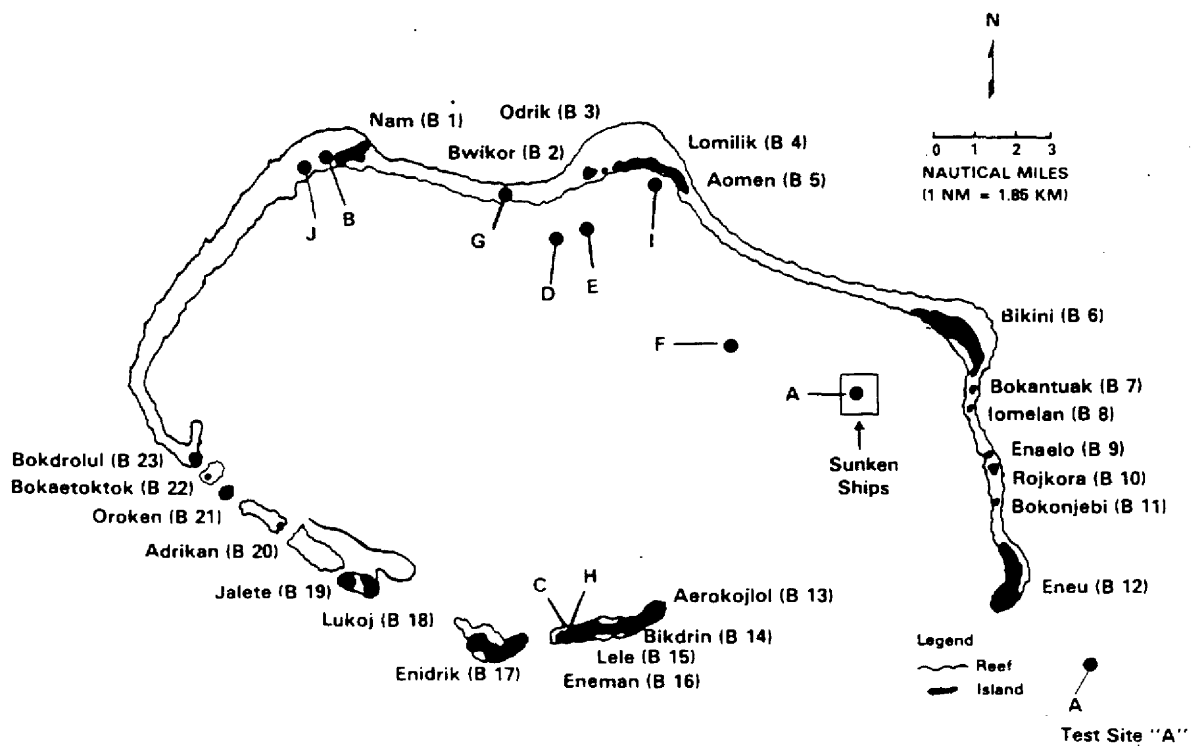 N
Odrik (B 3)
Nam (B 1)
Lomilik (B 4)
Bwikor (B 2)
0 1 2 3
NAUTICAL MILES
(1 NM = 1.85 KM)
Aomen (B 5)
J
B
G
I
D
E
Bikini (B 6)
F
A
Bokantuak (B 7)
Iomelan (B 8)
Sunken
Ships
Enaelo (B 9)
Rojkora (B 10)
Bokonjebi (B 11)
Bokdrolul (B 23)
Bokaetoktok (B 22)
Oroken (B 21)
Adrikan (B 20)
Jalete (B 19)
Lukoj (B 18)
Enidrik (B 17)
C
H
Aerokojlol (B 13)
Bikdrin (B 14)
Lele (B 15)
Eneman (B 16)
Eneu (B 12)
Legend
Reef
Island
A
Test Site "A"